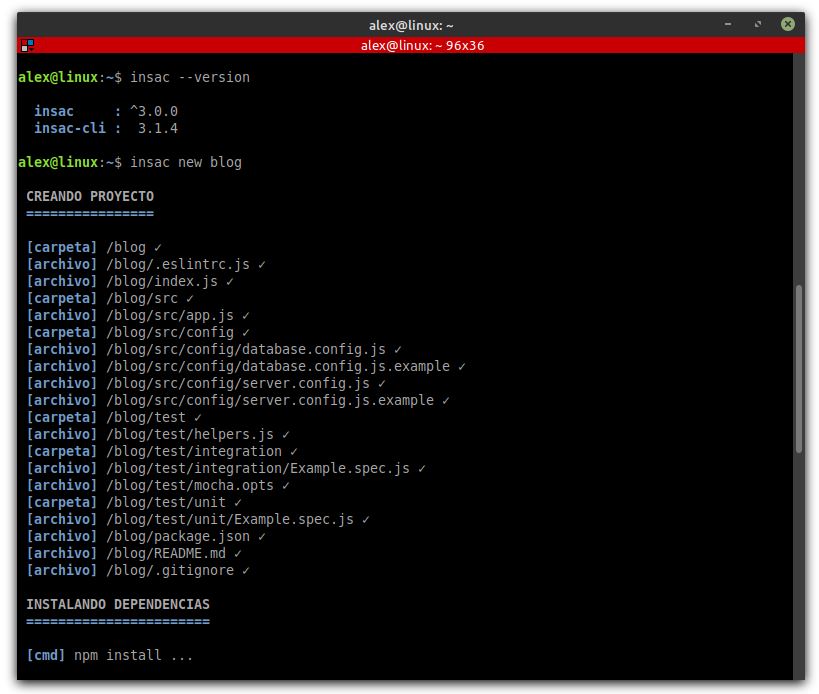 alex@linux: ~
alex@linux: ~ 96x36
alex@linux:~$ insac --version
insac     : ^3.0.0
insac-cli :  3.1.4
alex@linux:~$ insac new blog
CREANDO PROYECTO
================
[carpeta] /blog ✓
[archivo] /blog/.eslintrc.js ✓
[archivo] /blog/index.js ✓
[carpeta] /blog/src ✓
[archivo] /blog/src/app.js ✓
[carpeta] /blog/src/config ✓
[archivo] /blog/src/config/database.config.js ✓
[archivo] /blog/src/config/database.config.js.example ✓
[archivo] /blog/src/config/server.config.js ✓
[archivo] /blog/src/config/server.config.js.example ✓
[carpeta] /blog/test ✓
[archivo] /blog/test/helpers.js ✓
[carpeta] /blog/test/integration ✓
[archivo] /blog/test/integration/Example.spec.js ✓
[archivo] /blog/test/mocha.opts ✓
[carpeta] /blog/test/unit ✓
[archivo] /blog/test/unit/Example.spec.js ✓
[archivo] /blog/package.json ✓
[archivo] /blog/README.md ✓
[archivo] /blog/.gitignore ✓
INSTALANDO DEPENDENCIAS
=======================
[cmd] npm install ...